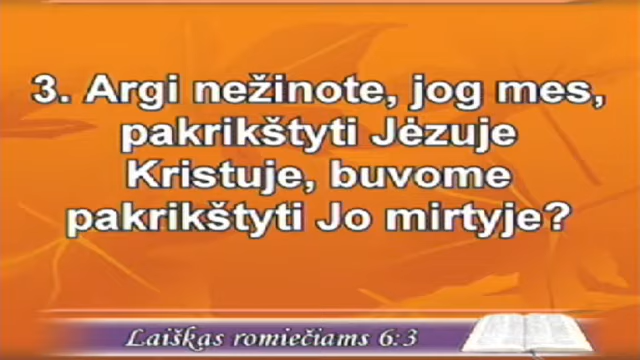 3. Argi nežinote, jog mes,
pakrikštyti Jėzuje
Kristuje, buvome
pakrikštyti Jo mirtyje?
Laiškas romiečiams 6:3